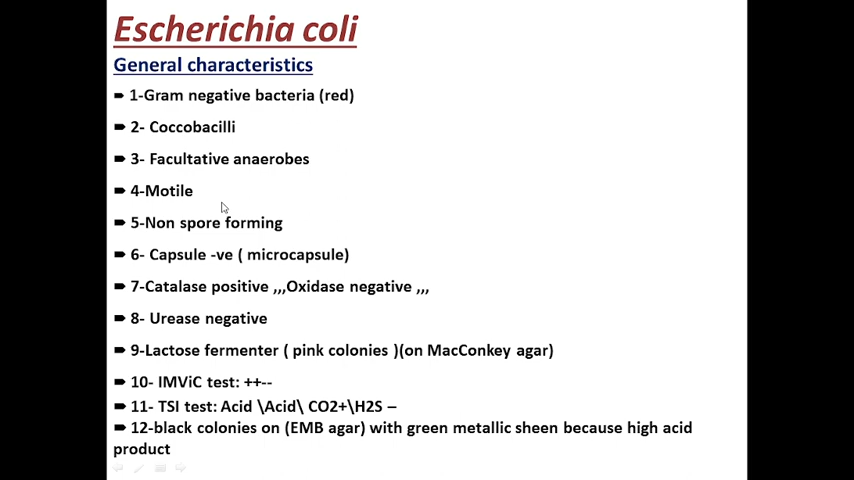 Escherichia coli
General characteristics
1-Gram negative bacteria (red)
2- Coccobacilli
3- Facultative anaerobes
4-Motile
5-Non spore forming
6- Capsule -ve ( microcapsule)
7-Catalase positive ,,,Oxidase negative ,,,
8- Urease negative
9-Lactose fermenter ( pink colonies )(on MacConkey agar)
10- IMViC test: ++--
11- TSI test: Acid \Acid\ CO2+\H2S –
12-black colonies on (EMB agar) with green metallic sheen because high acid
product